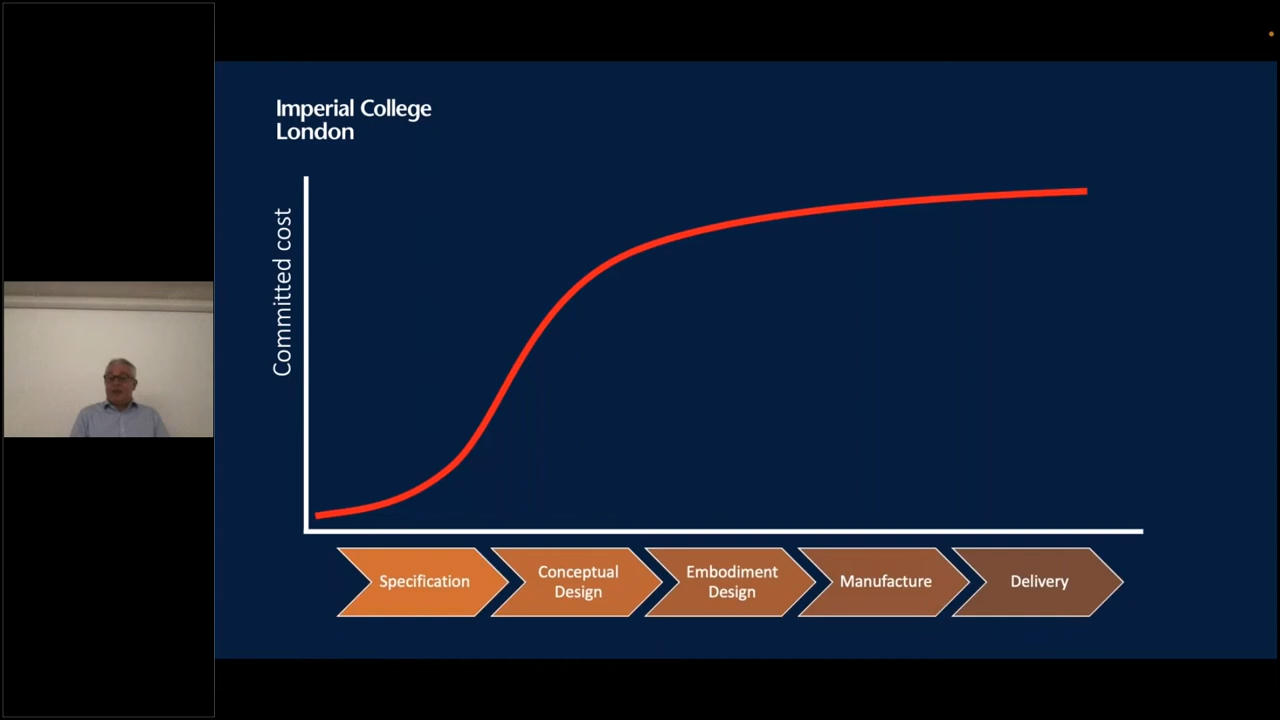 Imperial College
London
Committed cost
Specification
Conceptual
Design
Embodiment
Design
Manufacture
Delivery